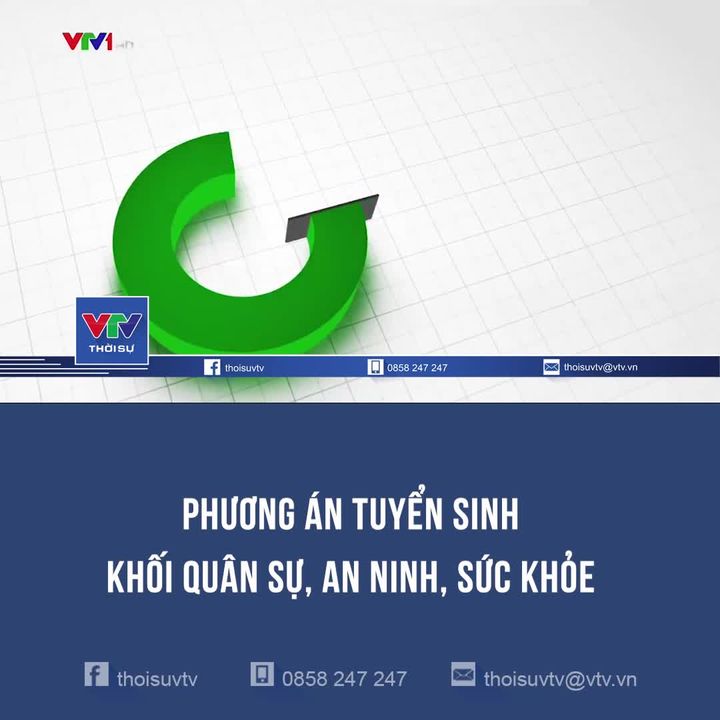 VTV1 HD
VTV
THỜI SỰ
thoisuvtv
0858 247 247
thoisuvtv@vtv.vn
PHƯƠNG ÁN TUYỂN SINH
KHỐI QUÂN SỰ, AN NINH, SỨC KHỎE
thoisuvtv
0858 247 247
thoisuvtv@vtv.vn